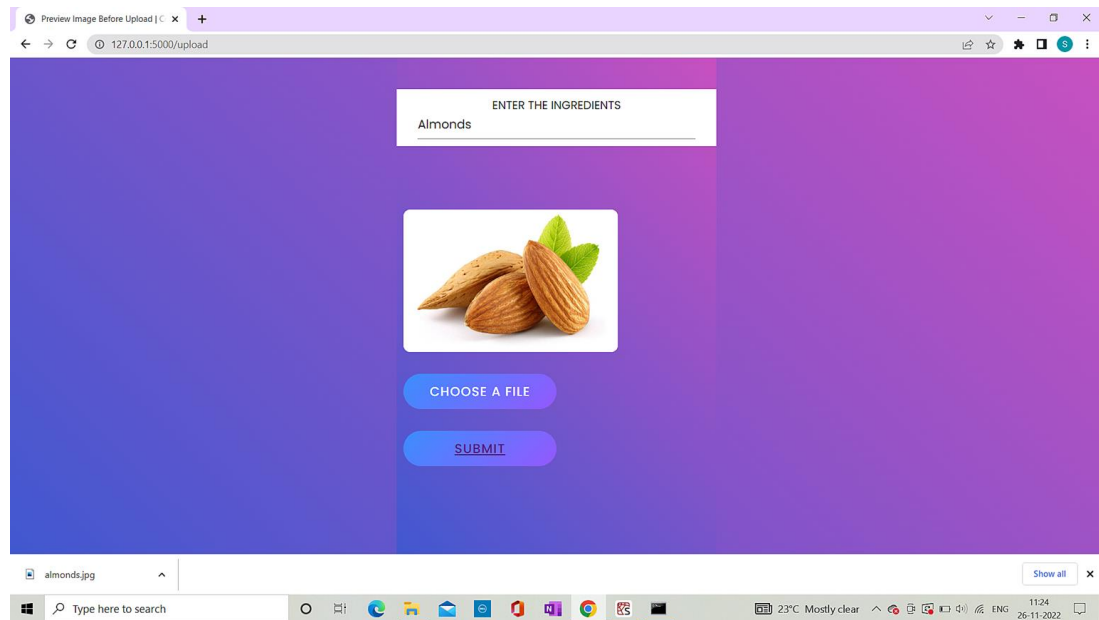 Preview Image Before Upload | C
127.0.0.1:5000/upload
S
ENTER THE INGREDIENTS
Almonds
CHOOSE A FILE
SUBMIT
almonds.jpg
Show all
Type here to search
23°C Mostly clear
ENG
11:24
26-11-2022